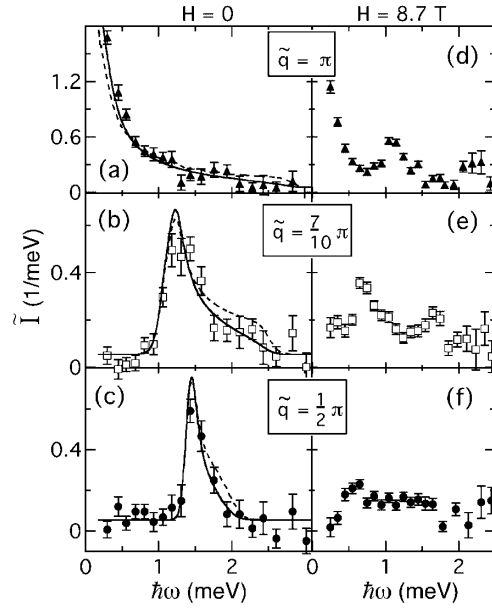 H = 0 H = 8.7 T
q̃ = π
1.2
0.6
0
(a) (d)
(b) (e)
q̃ = 7/10 π
0.4
0
Ĩ (1/meV)
(c) (f)
q̃ = 1/2 π
0.4
0
0 1 2 0 1 2
ħω (meV) ħω (meV)